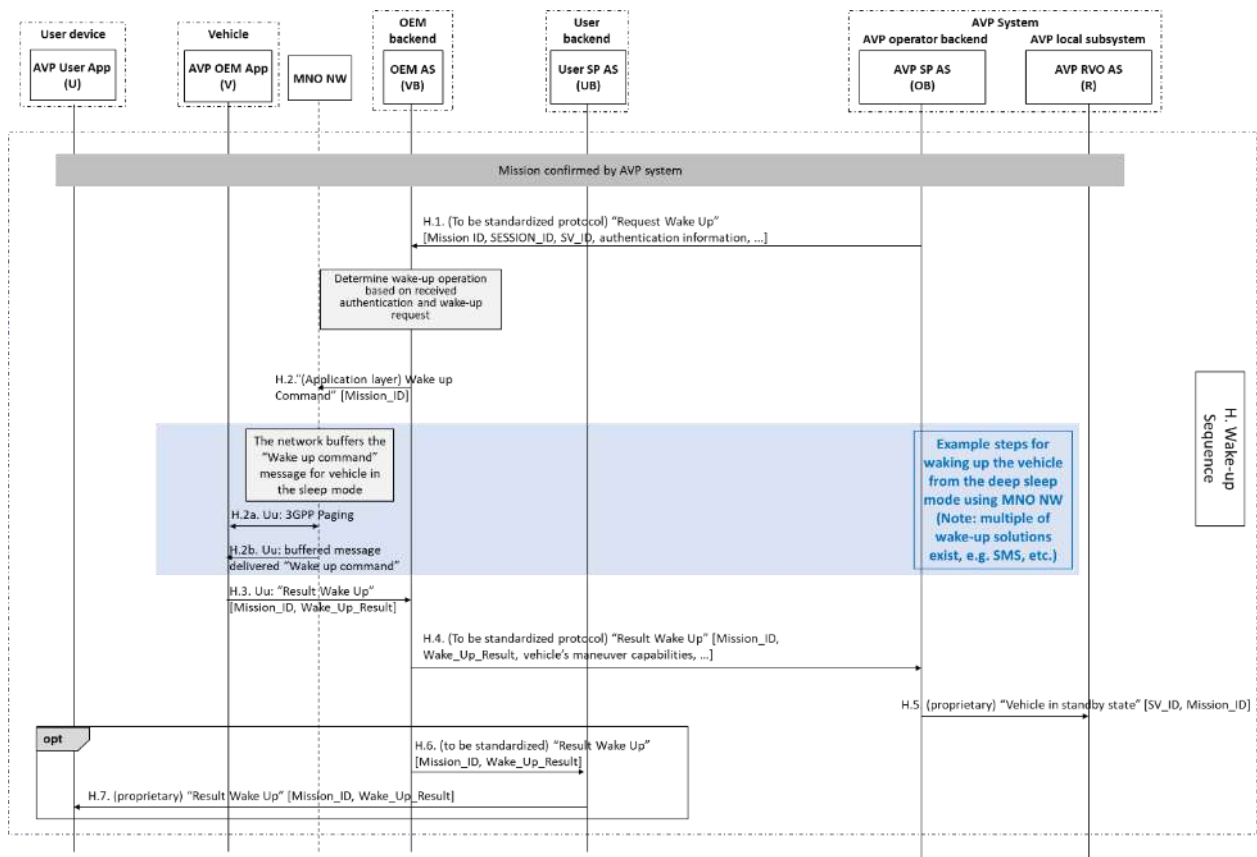 User device
AVP User App
(U)
Vehicle
AVP OEM App
(V)
MNO NW
OEM
backend
OEM AS
(VB)
User
backend
User SP AS
(UB)
AVP System
AVP operator backend
AVP SP AS
(OB)
AVP local subsystem
AVP RVO AS
(R)
Mission confirmed by AVP system
H.1. (To be standardized protocol) “Request Wake Up”
[Mission ID, SESSION_ID, SV_ID, authentication information, ...]
Determine wake-up operation
based on received
authentication and wake-up
request
H.2.“(Application layer) Wake up
Command” [Mission_ID]
H. Wake-up
Sequence
The network buffers the
“Wake up command”
message for vehicle in
the sleep mode
Example steps for
waking up the vehicle
from the deep sleep
mode using MNO NW
(Note: multiple of
wake-up solutions
exist, e.g. SMS, etc.)
H.2a. Uu: 3GPP Paging
H.2b. Uu: buffered message
delivered “Wake up command”
H.3. Uu: “Result Wake Up”
[Mission_ID, Wake_Up_Result]
H.4. (To be standardized protocol) “Result Wake Up” [Mission_ID,
Wake_Up_Result, vehicle’s maneuver capabilities, ...]
H.5. (proprietary) “Vehicle in standby state” [SV_ID, Mission_ID]
opt
H.6. (to be standardized) “Result Wake Up”
[Mission_ID, Wake_Up_Result]
H.7. (proprietary) “Result Wake Up” [Mission_ID, Wake_Up_Result]